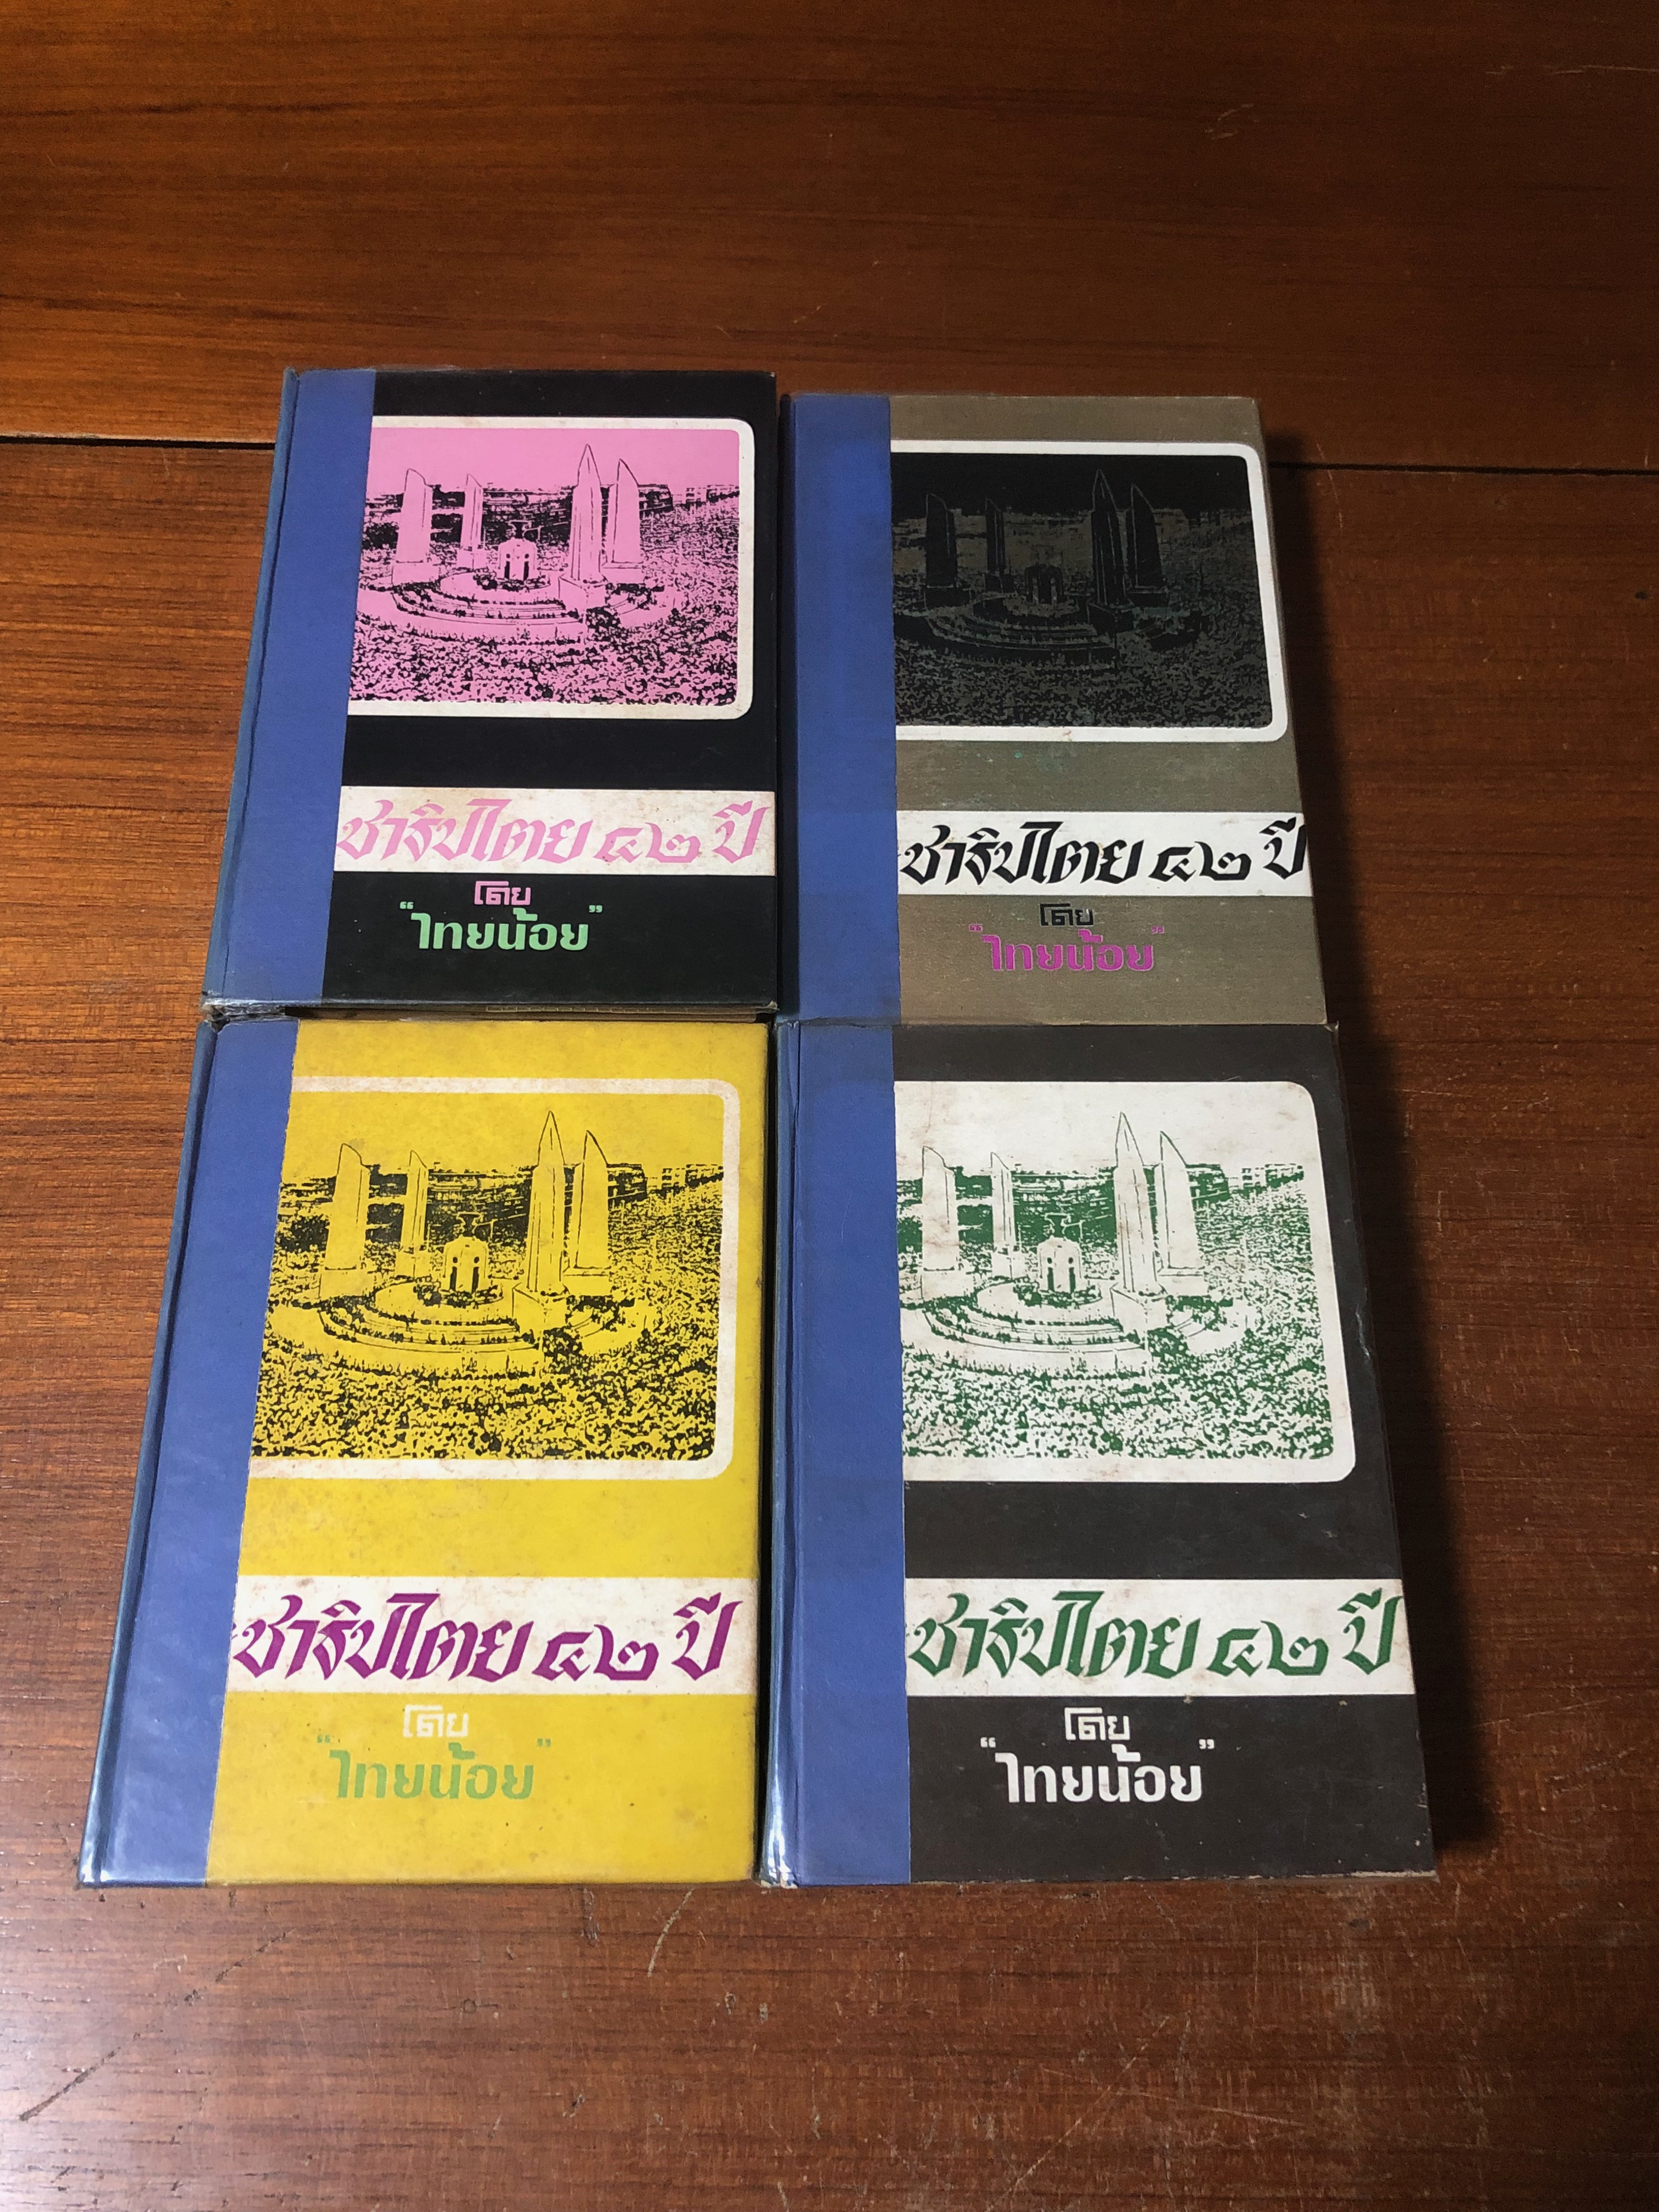 ชาธิปไตย ๔๒ ปี
โดย
"ไทยน้อย"
ชาธิปไตย ๔๒ ปี
โดย
"ไทยน้อย"
ชาธิปไตย ๔๒ ปี
โดย
"ไทยน้อย"
ชาธิปไตย ๔๒ ปี
โดย
"ไทยน้อย"